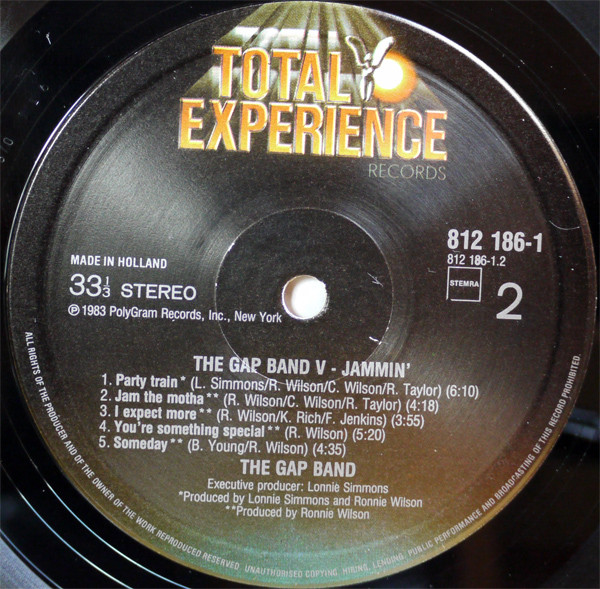 TOTAL
EXPERIENCE
RECORDS
812 186-1
812 186-1.2
MADE IN HOLLAND
33 1/3 STEREO
STEMRA
2
℗ 1983 PolyGram Records, Inc., New York
THE GAP BAND V - JAMMIN'
1. Party train* (L. Simmons/R. Wilson/C. Wilson/R. Taylor) (6:10)
2. Jam the motha** (R. Wilson/C. Wilson/R. Taylor) (4:18)
3. I expect more** (R. Wilson/K. Rich/F. Jenkins) (3:55)
4. You're something special** (R. Wilson) (5:20)
5. Someday** (B. Young/R. Wilson) (4:35)
THE GAP BAND
Executive producer: Lonnie Simmons
*Produced by Lonnie Simmons and Ronnie Wilson
**Produced by Ronnie Wilson
ALL RIGHTS OF THE PRODUCER AND OF THE OWNER OF THE WORK REPRODUCED RESERVED. UNAUTHORISED COPYING, HIRING, LENDING, PUBLIC PERFORMANCE AND BROADCASTING OF THIS RECORD PROHIBITED.